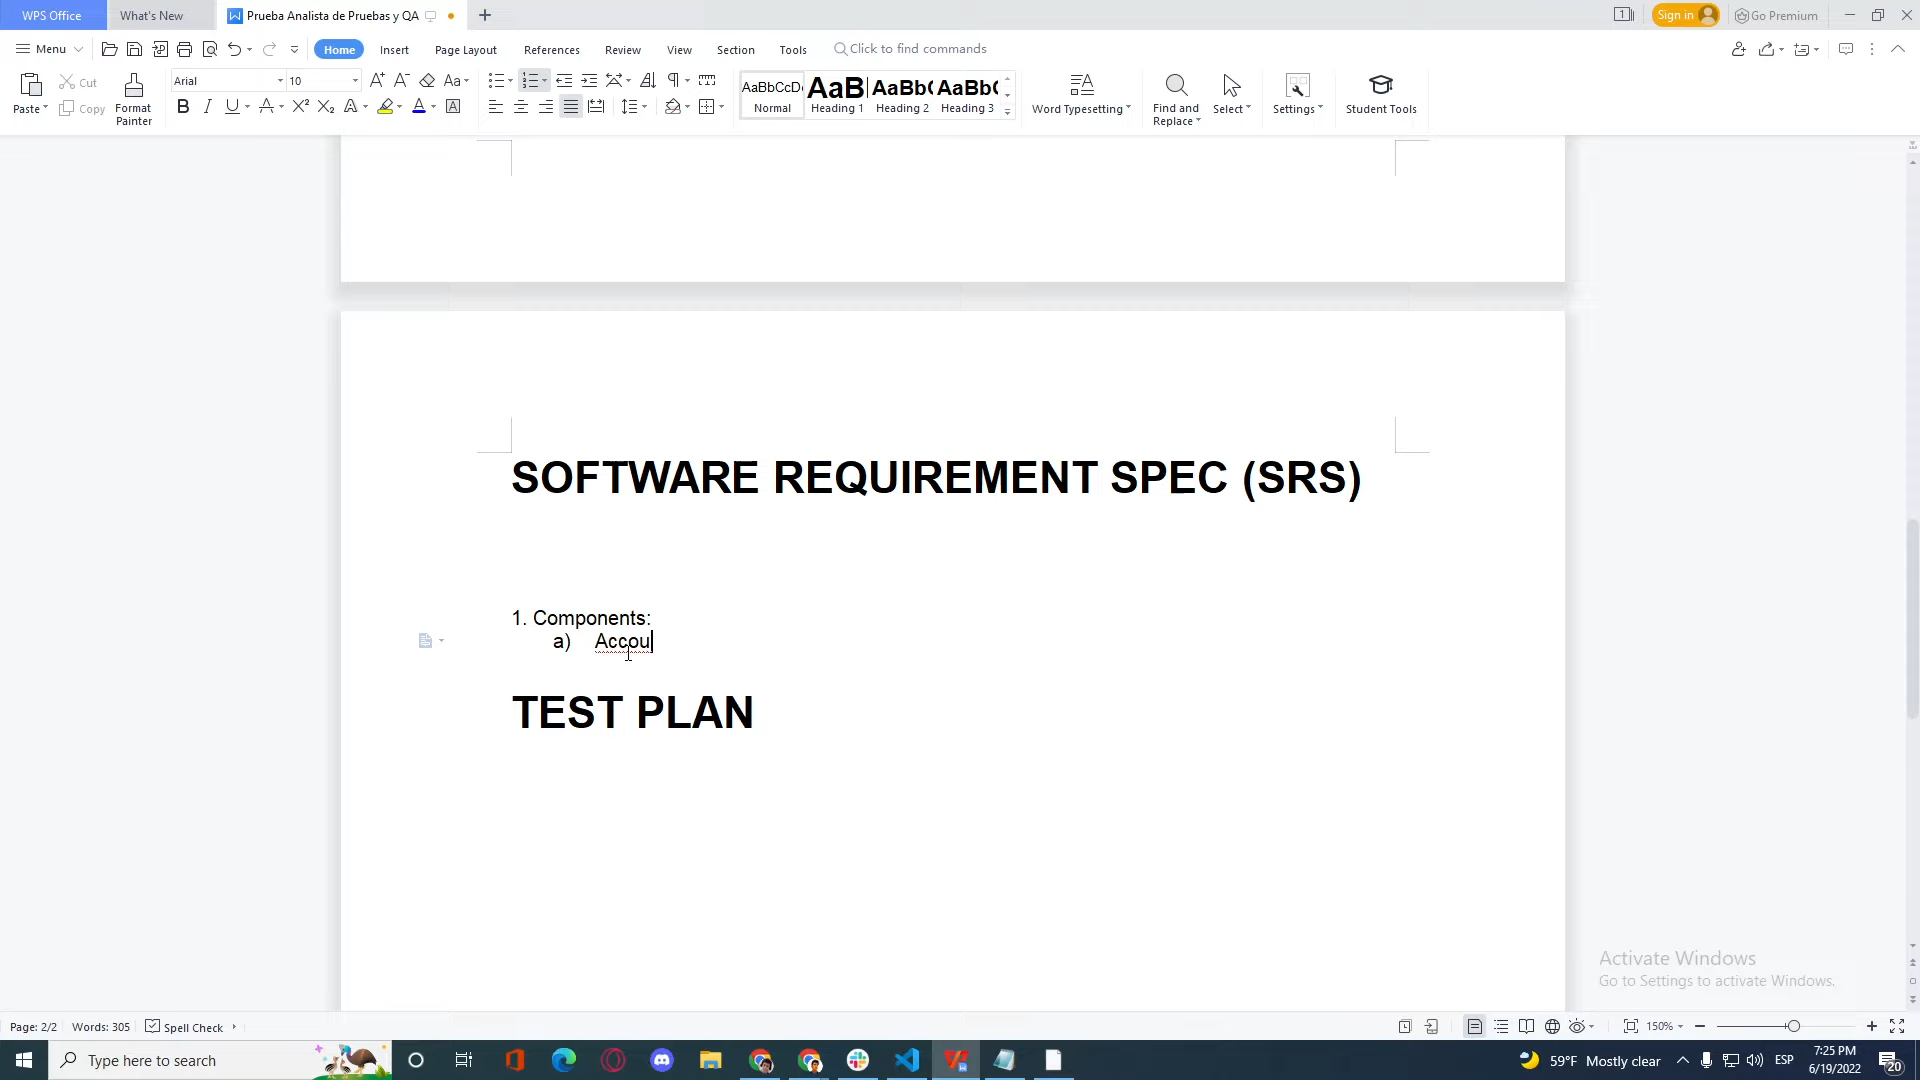 WPS Office
What's New
Prueba Analista de Pruebas y QA
1
Sign in
Go Premium
Menu
Home
Insert
Page Layout
References
Review
View
Section
Tools
Click to find commands
Paste
Cut
Copy
Format Painter
Arial
10
AaBbCcD
Normal
AaB
Heading 1
AaBb(
Heading 2
AaBb(
Heading 3
Word Typesetting
Find and Replace
Select
Settings
Student Tools
SOFTWARE REQUIREMENT SPEC (SRS)
1. Components:
a) Accou
TEST PLAN
Activate Windows
Go to Settings to activate Windows.
Page: 2/2
Words: 305
Spell Check
150%
Type here to search
59°F Mostly clear
ESP
7:25 PM
6/19/2022
20